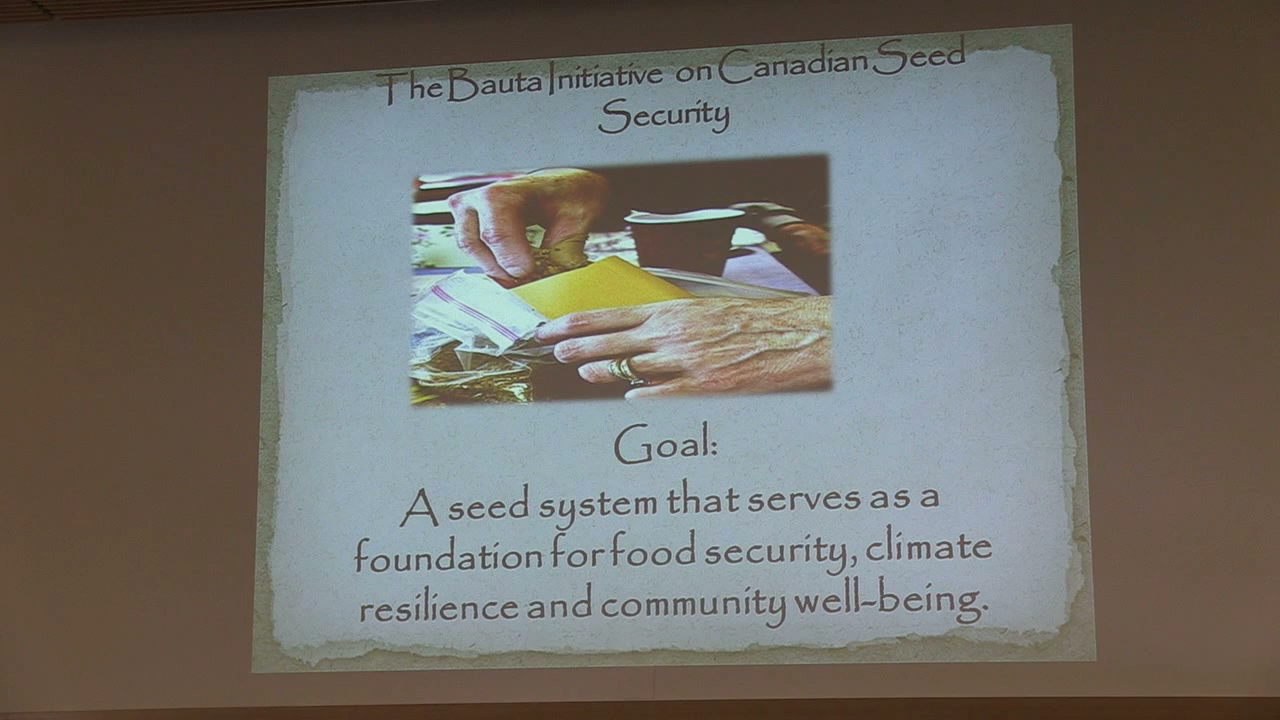 The Bauta Initiative on Canadian Seed
Security
Goal:
A seed system that serves as a
foundation for food security, climate
resilience and community well-being.